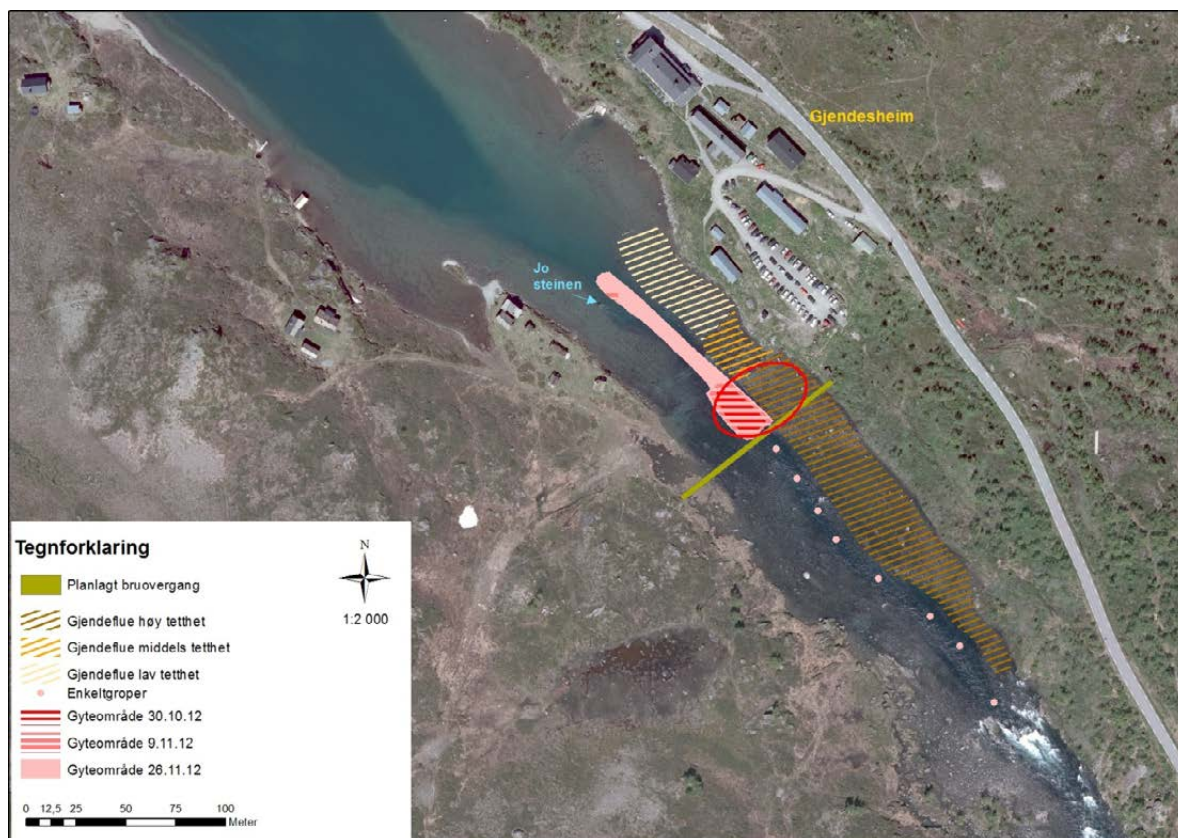 Gjendesheim
Jo
steinen
Tegnforklaring
N
1:2 000
Planlagt bruovergang
Gjendeflue høy tetthet
Gjendeflue middels tetthet
Gjendeflue lav tetthet
Enkeltgroper
Gyteområde 30.10.12
Gyteområde 9.11.12
Gyteområde 26.11.12
0 12,5 25 50 75 100
Meter